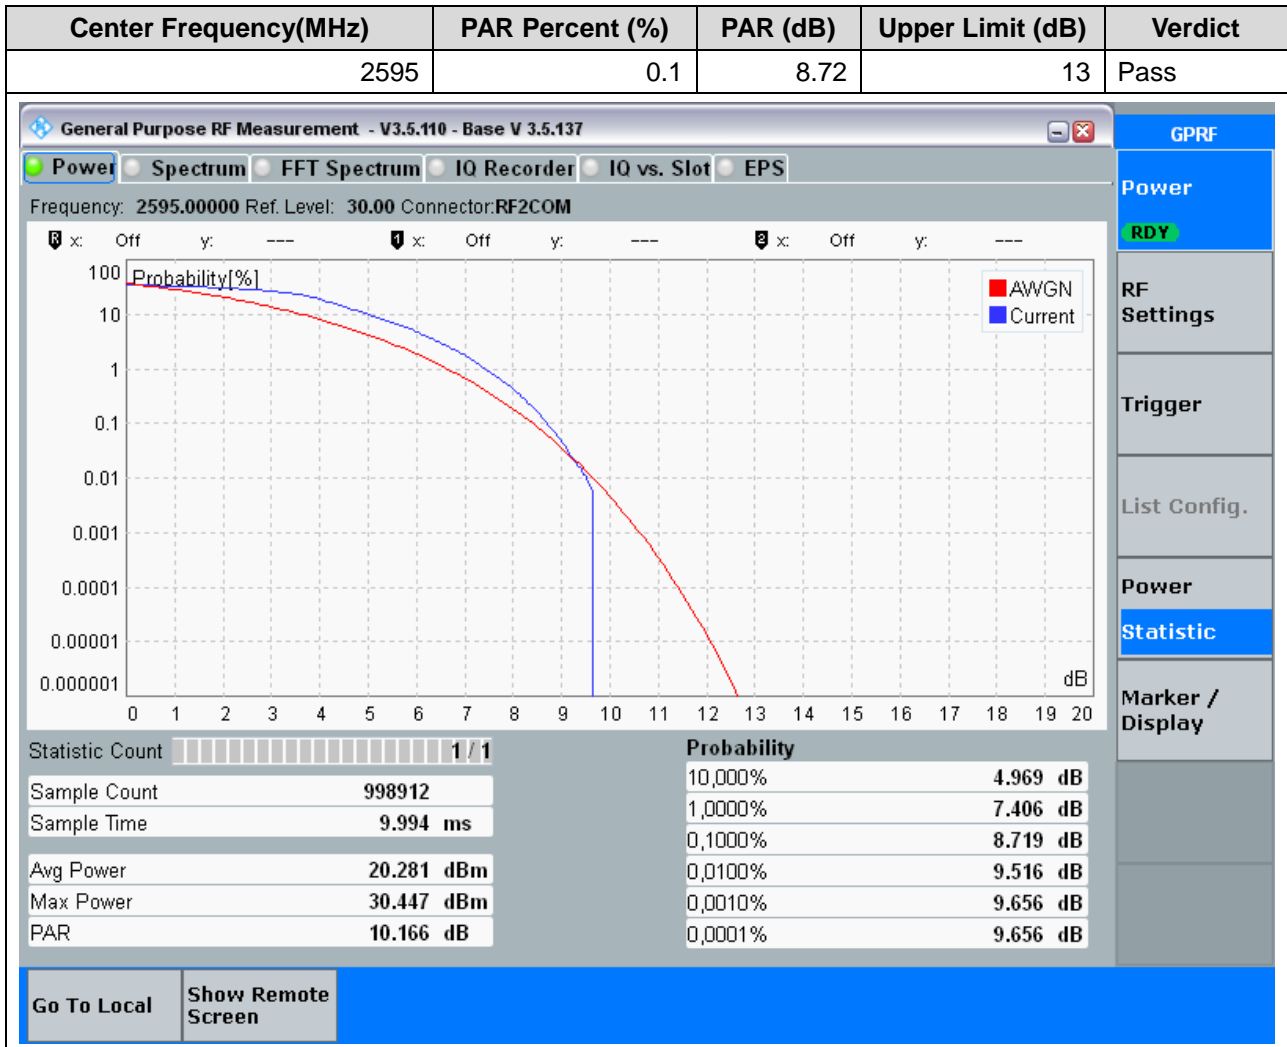 Center Frequency(MHz) PAR Percent (%) PAR (dB) Upper Limit (dB) Verdict
2595 0.1 8.72 13 Pass
General Purpose RF Measurement - V3.5.110 - Base V 3.5.137
GPRF
Power Spectrum FFT Spectrum IQ Recorder IQ vs. Slot EPS
Power
RDY
Frequency: 2595.00000 Ref. Level: 30.00 Connector:RF2COM
R x: Off y: --- 1 x: Off y: --- 2 x: Off y: ---
Probability[%]
AWGN
Current
100
10
1
0.1
0.01
0.001
0.0001
0.00001
0.000001
dB
0 1 2 3 4 5 6 7 8 9 10 11 12 13 14 15 16 17 18 19 20
RF
Settings
Trigger
List Config.
Power
Statistic
Marker /
Display
Statistic Count 1 / 1
Sample Count 998912
Sample Time 9.994 ms
Avg Power 20.281 dBm
Max Power 30.447 dBm
PAR 10.166 dB
Probability
10,000% 4.969 dB
1,0000% 7.406 dB
0,1000% 8.719 dB
0,0100% 9.516 dB
0,0010% 9.656 dB
0,0001% 9.656 dB
Go To Local
Show Remote
Screen